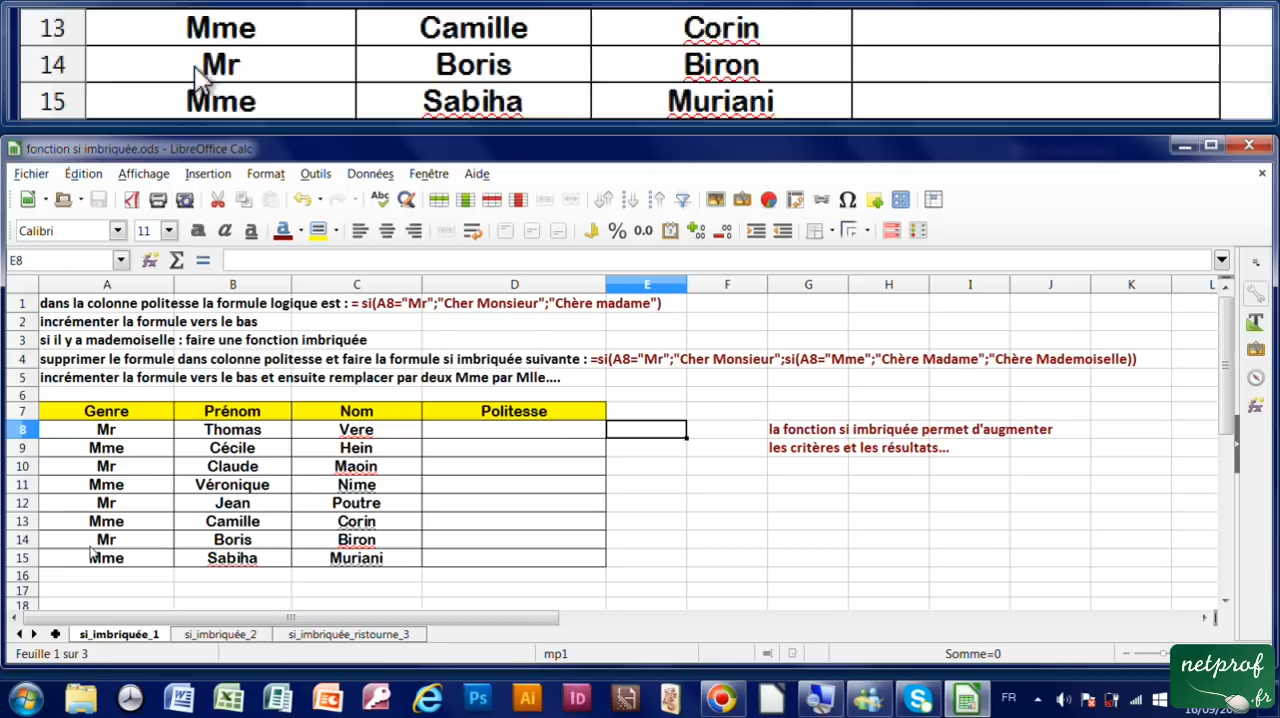 13 Mme Camille Corin
14 Mr Boris Biron
15 Mme Sabiha Muriani
fonction si imbriquée.ods - LibreOffice Calc
Fichier Édition Affichage Insertion Format Outils Données Fenêtre Aide
Calibri 11
E8
A B C D E F G H I J K L
1 dans la colonne politesse la formule logique est : = si(A8="Mr";"Cher Monsieur";"Chère madame")
2 incrémenter la formule vers le bas
3 si il y a mademoiselle : faire une fonction imbriquée
4 supprimer le formule dans colonne politesse et faire la formule si imbriquée suivante : =si(A8="Mr";"Cher Monsieur;si(A8="Mme";"Chère Madame";"Chère Mademoiselle))
5 incrémenter la formule vers le bas et ensuite remplacer par deux Mme par Mlle....
6
7 Genre Prénom Nom Politesse
8 Mr Thomas Vere la fonction si imbriquée permet d'augmenter
9 Mme Cécile Hein les critères et les résultats...
10 Mr Claude Maoin
11 Mme Véronique Nime
12 Mr Jean Poutre
13 Mme Camille Corin
14 Mr Boris Biron
15 Mme Sabiha Muriani
16
17
18
si_imbriquée_1 si_imbriquée_2 si_imbriquée_ristourne_3
Feuille 1 sur 3 mp1 Somme=0
netprof
.fr
FR